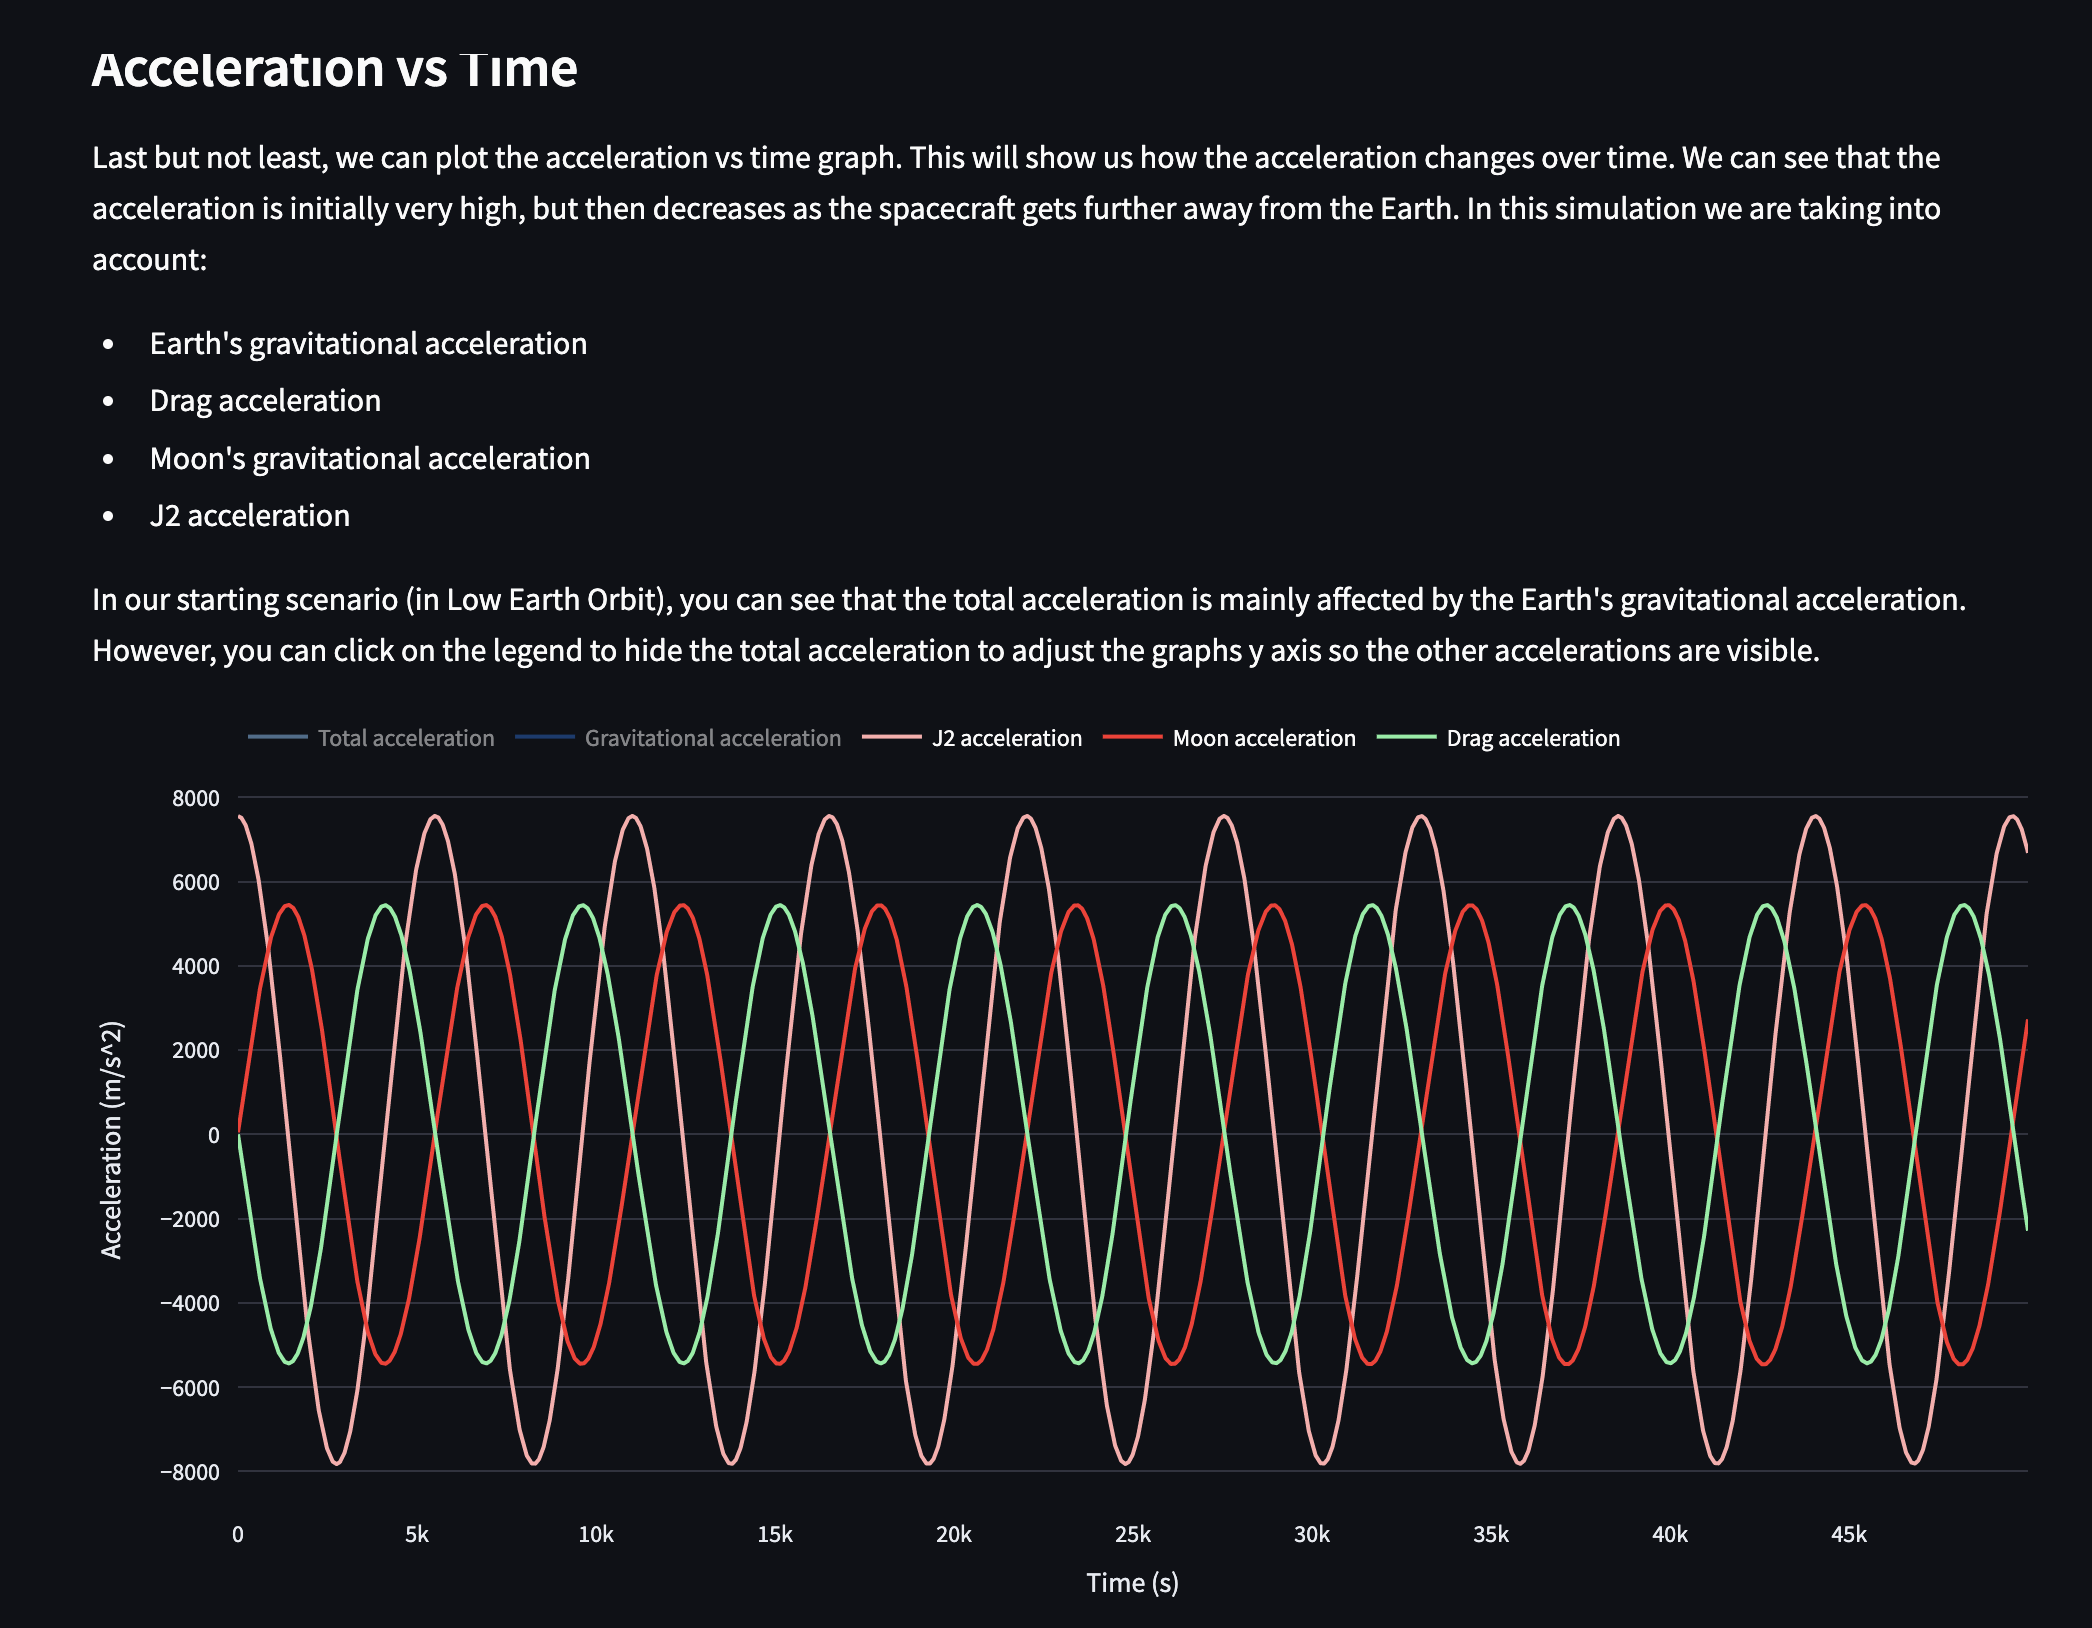 Acceleration vs Time
Last but not least, we can plot the acceleration vs time graph. This will show us how the acceleration changes over time. We can see that the
acceleration is initially very high, but then decreases as the spacecraft gets further away from the Earth. In this simulation we are taking into
account:
• Earth's gravitational acceleration
• Drag acceleration
• Moon's gravitational acceleration
• J2 acceleration
In our starting scenario (in Low Earth Orbit), you can see that the total acceleration is mainly affected by the Earth's gravitational acceleration.
However, you can click on the legend to hide the total acceleration to adjust the graphs y axis so the other accelerations are visible.
Total acceleration Gravitational acceleration J2 acceleration Moon acceleration Drag acceleration
8000
6000
4000
2000
0
−2000
−4000
−6000
−8000
Acceleration (m/s^2)
0 5k 10k 15k 20k 25k 30k 35k 40k 45k
Time (s)